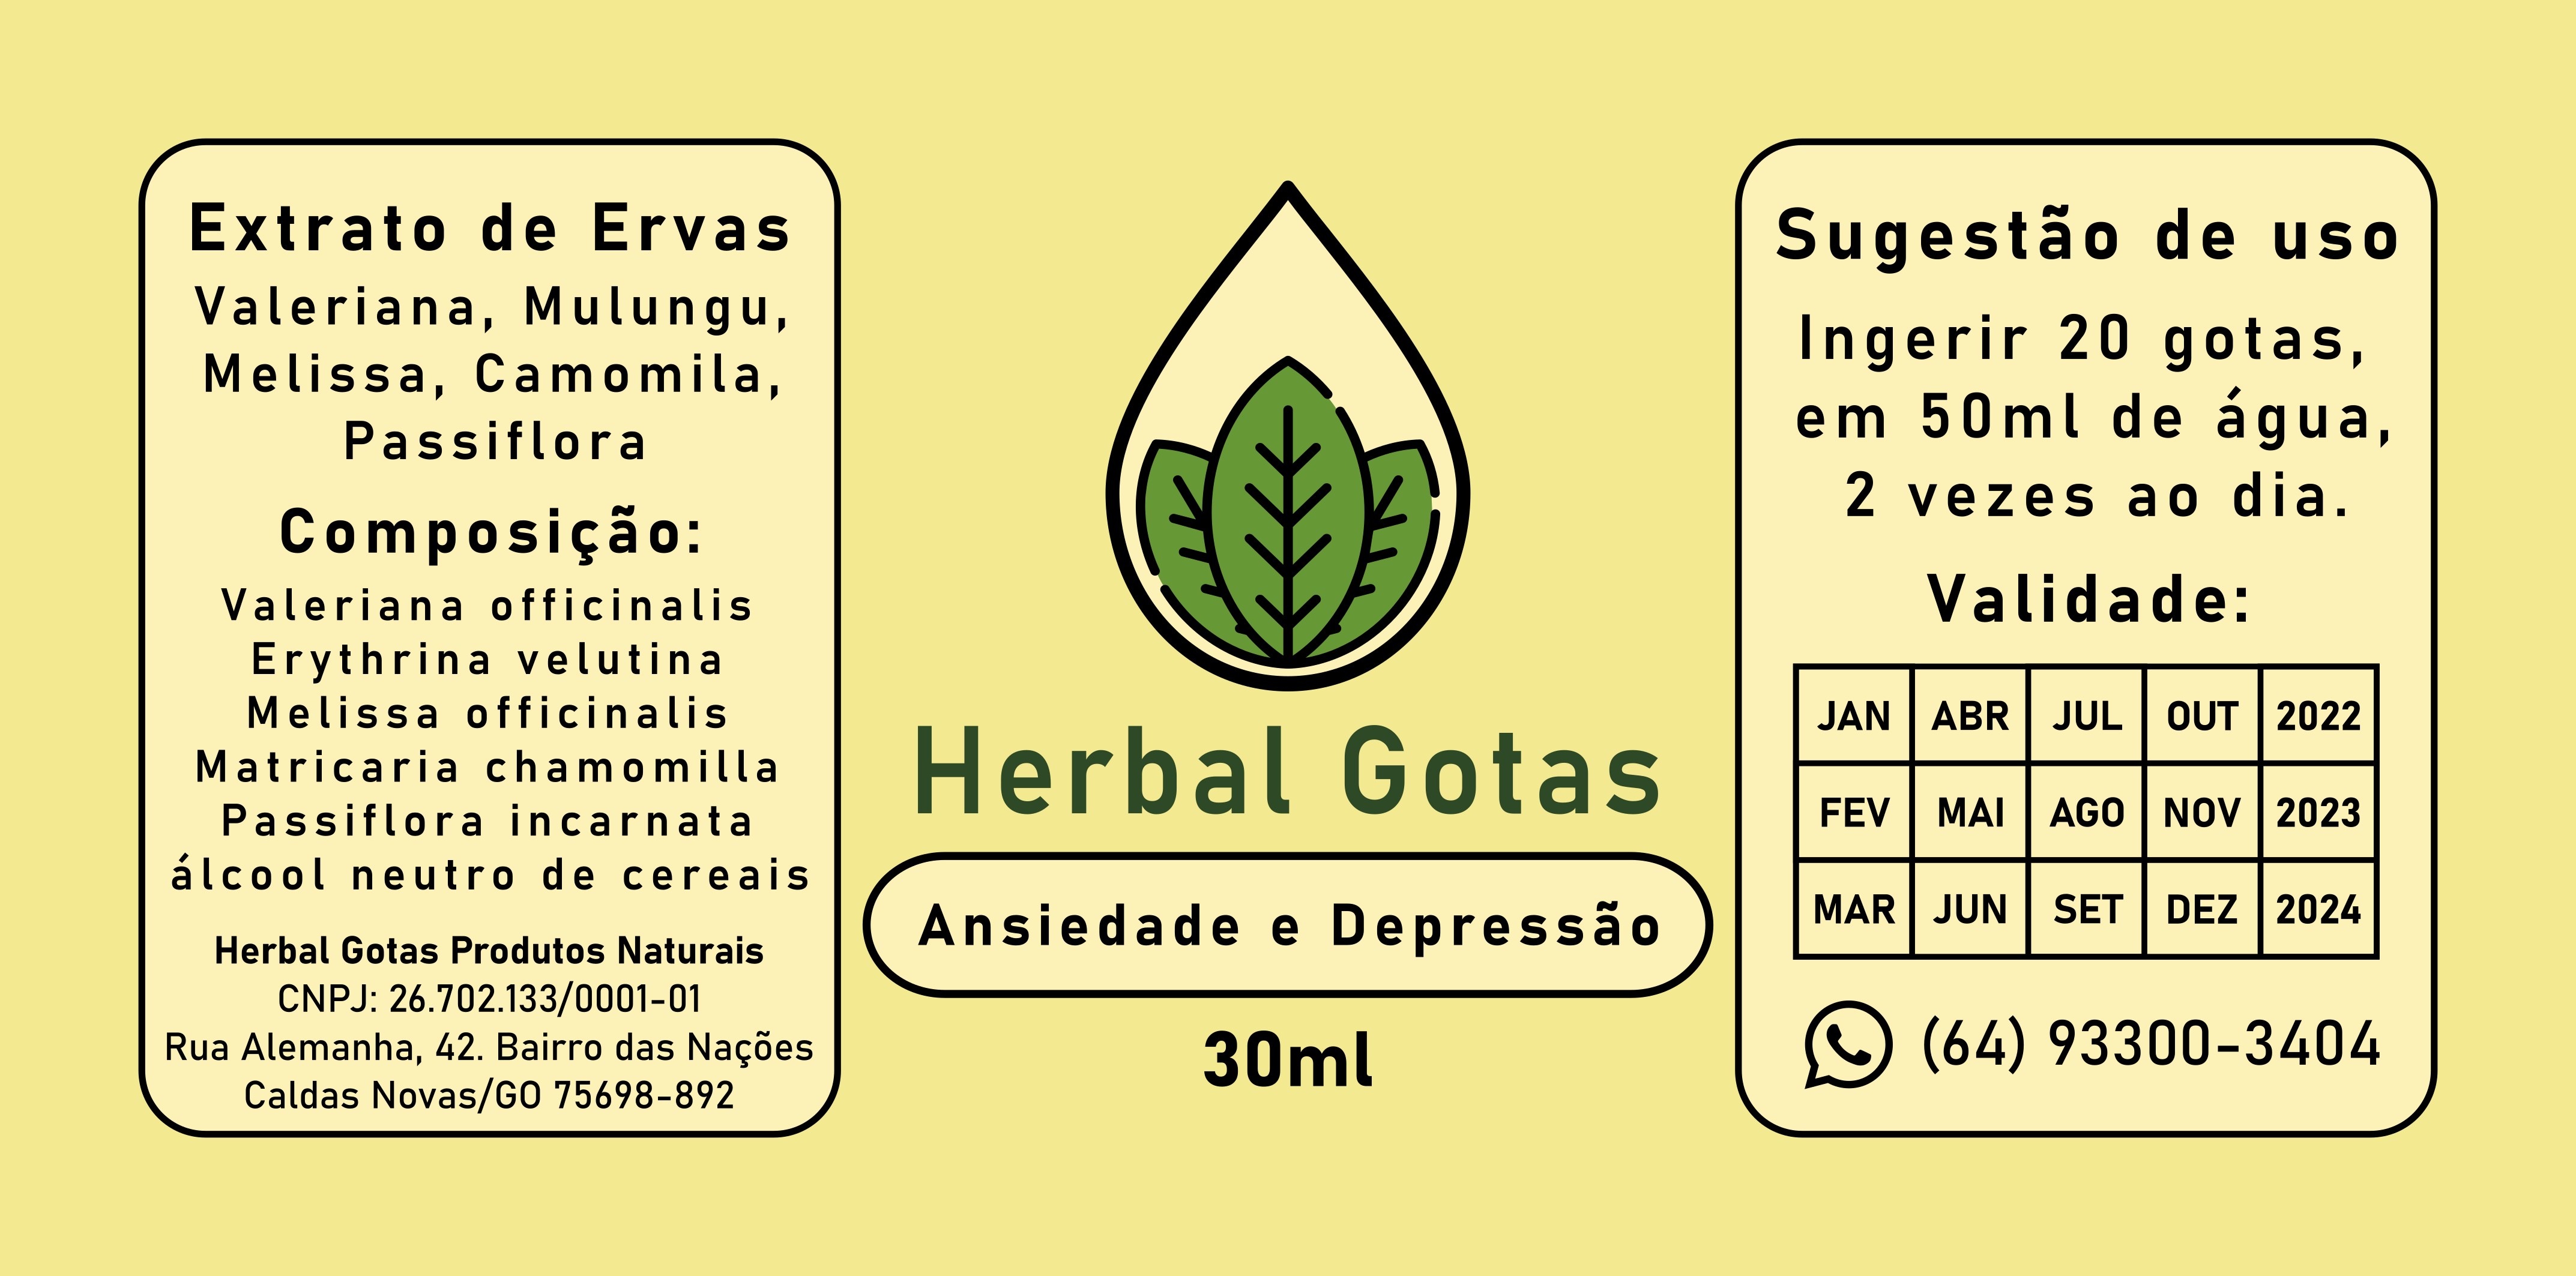 Extrato de Ervas
Valeriana, Mulungu,
Melissa, Camomila,
Passiflora
Composição:
Valeriana officinalis
Erythrina velutina
Melissa officinalis
Matricaria chamomilla
Passiflora incarnata
álcool neutro de cereais
Herbal Gotas Produtos Naturais
CNPJ: 26.702.133/0001-01
Rua Alemanha, 42. Bairro das Nações
Caldas Novas/GO 75698-892
Herbal Gotas
Ansiedade e Depressão
30ml
Sugestão de uso
Ingerir 20 gotas,
em 50ml de água,
2 vezes ao dia.
Validade:
JAN ABR JUL OUT 2022
FEV MAI AGO NOV 2023
MAR JUN SET DEZ 2024
(64) 93300-3404